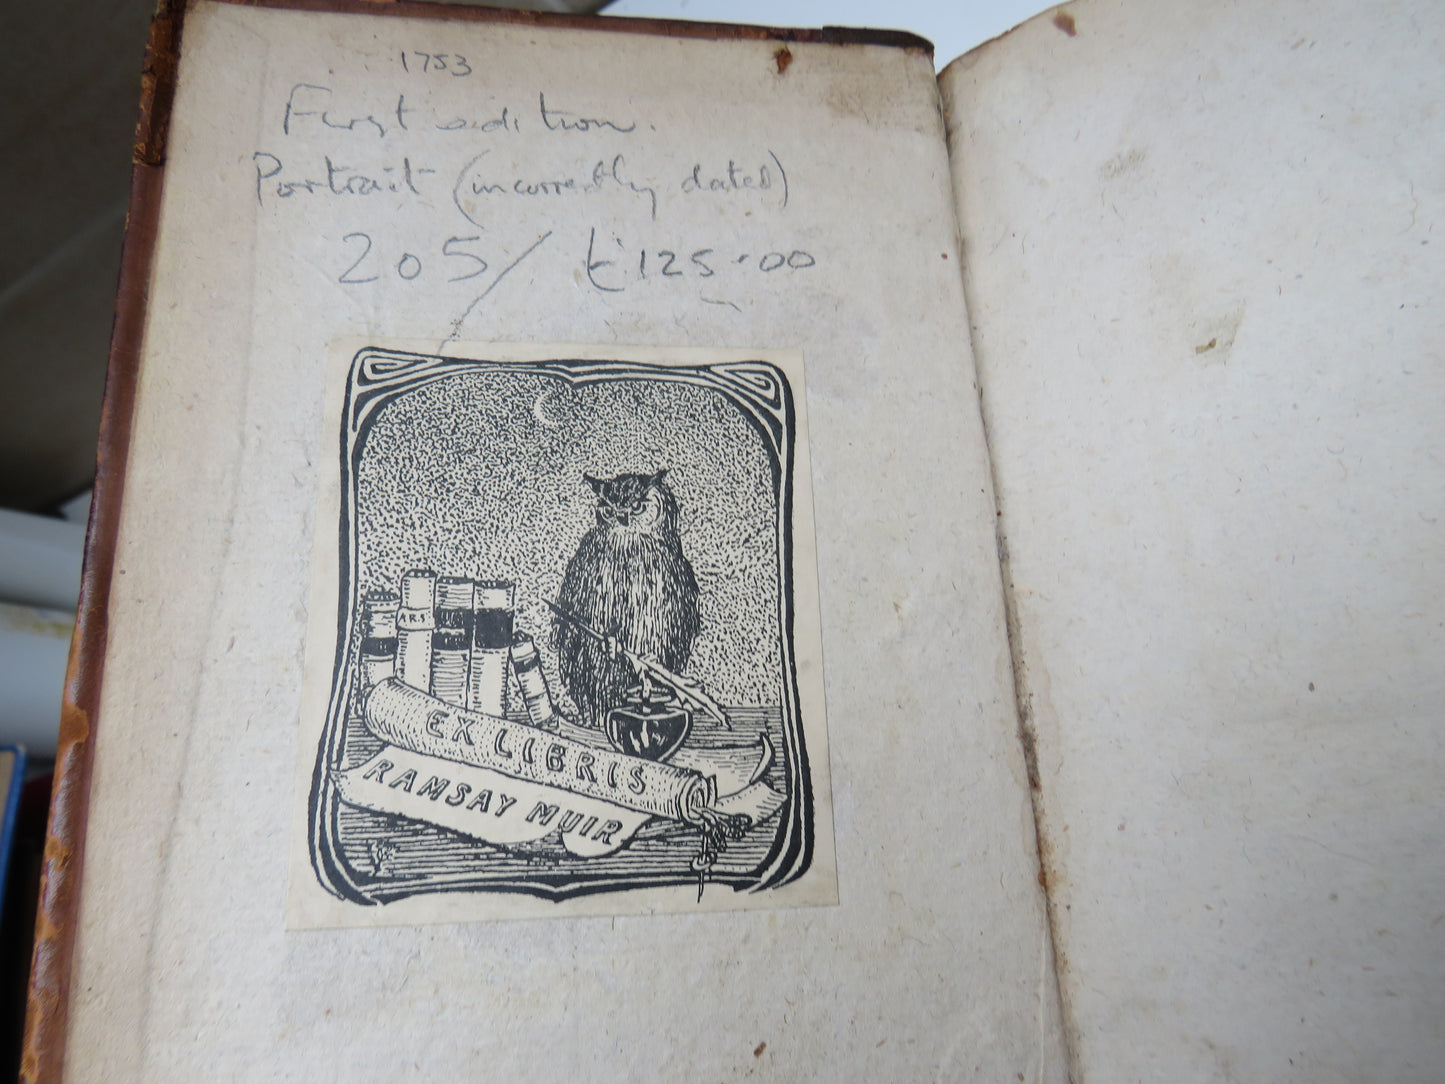 1753
First edition.
Portrait (incorrectly dated)
205/ £125.00
A.R.S
EX LIBRIS
RAMSAY MUIR